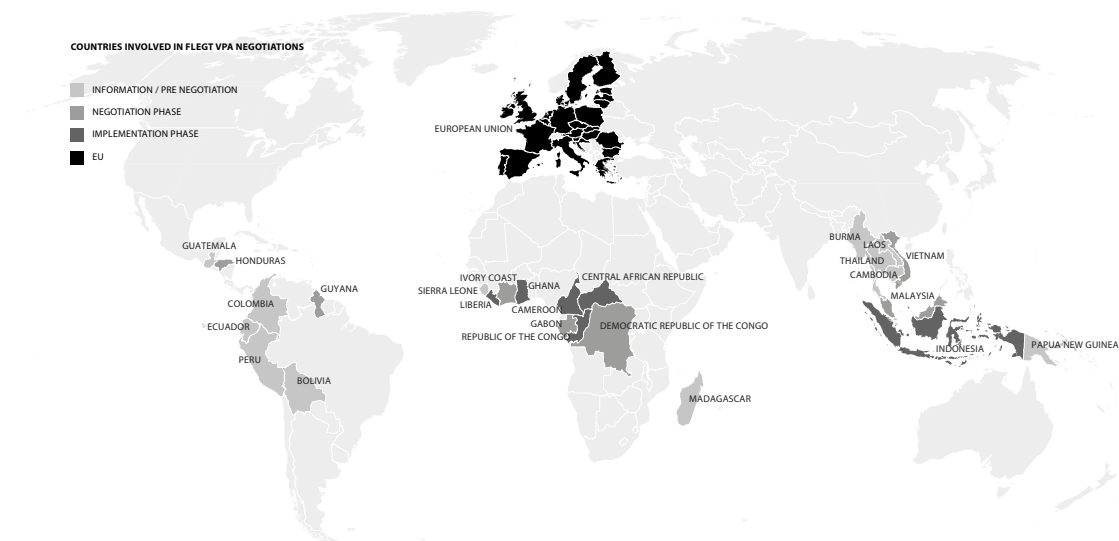 COUNTRIES INVOLVED IN FLEGT VPA NEGOTIATIONS
INFORMATION / PRE NEGOTIATION
NEGOTIATION PHASE
IMPLEMENTATION PHASE
EU
EUROPEAN UNION
GUATEMALA
HONDURAS
GUYANA
COLOMBIA
ECUADOR
PERU
BOLIVIA
IVORY COAST
SIERRA LEONE
GHANA
LIBERIA
CENTRAL AFRICAN REPUBLIC
CAMEROON
GABON
DEMOCRATIC REPUBLIC OF THE CONGO
REPUBLIC OF THE CONGO
MADAGASCAR
BURMA
LAOS
VIETNAM
THAILAND
CAMBODIA
MALAYSIA
INDONESIA
PAPUA NEW GUINEA